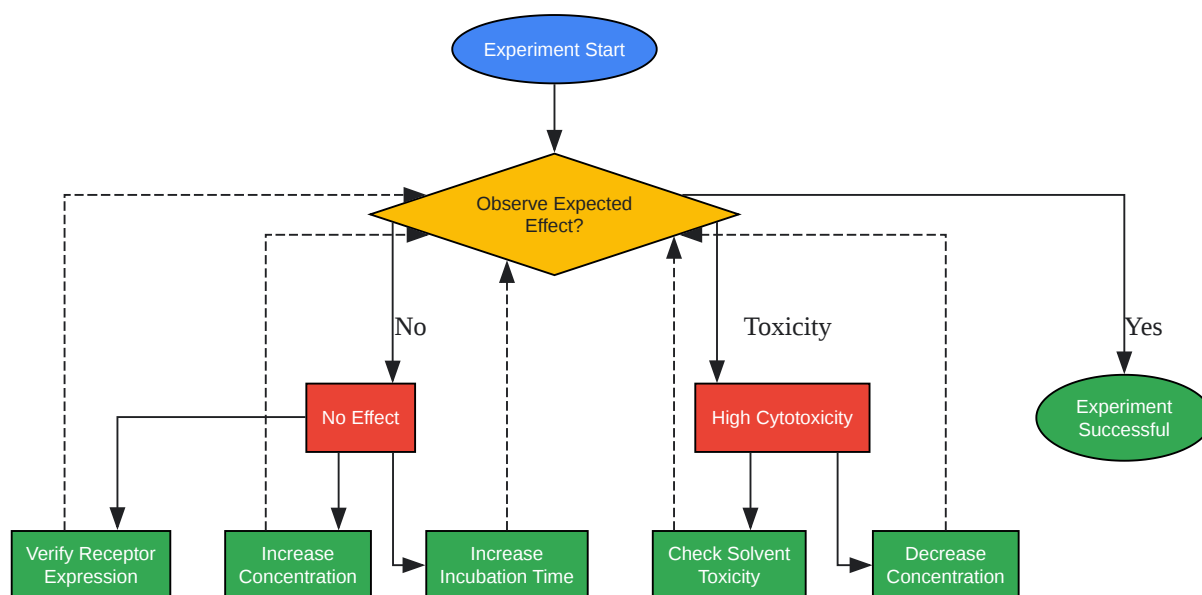 Experiment Start
Observe Expected
Effect?
No
Toxicity
Yes
No Effect
High Cytotoxicity
Experiment
Successful
Verify Receptor
Expression
Increase
Concentration
Increase
Incubation Time
Check Solvent
Toxicity
Decrease
Concentration